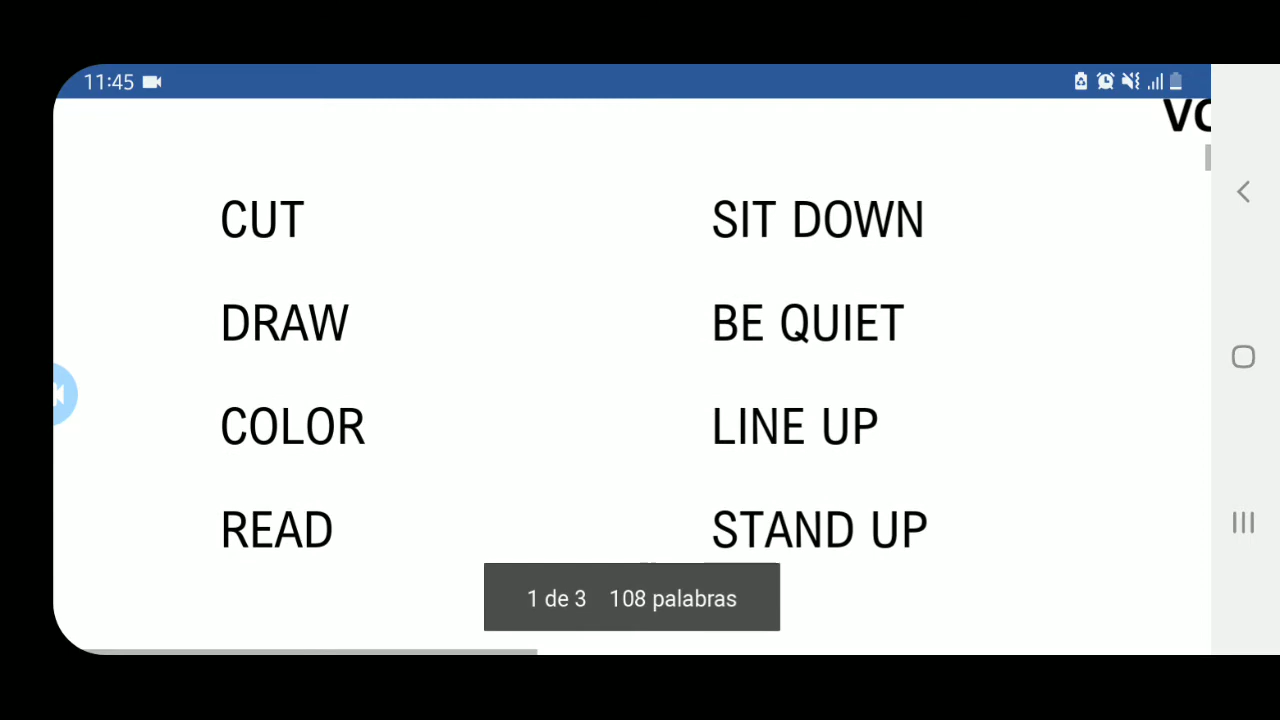 11:45
CUT SIT DOWN
DRAW BE QUIET
COLOR LINE UP
READ STAND UP
1 de 3 108 palabras